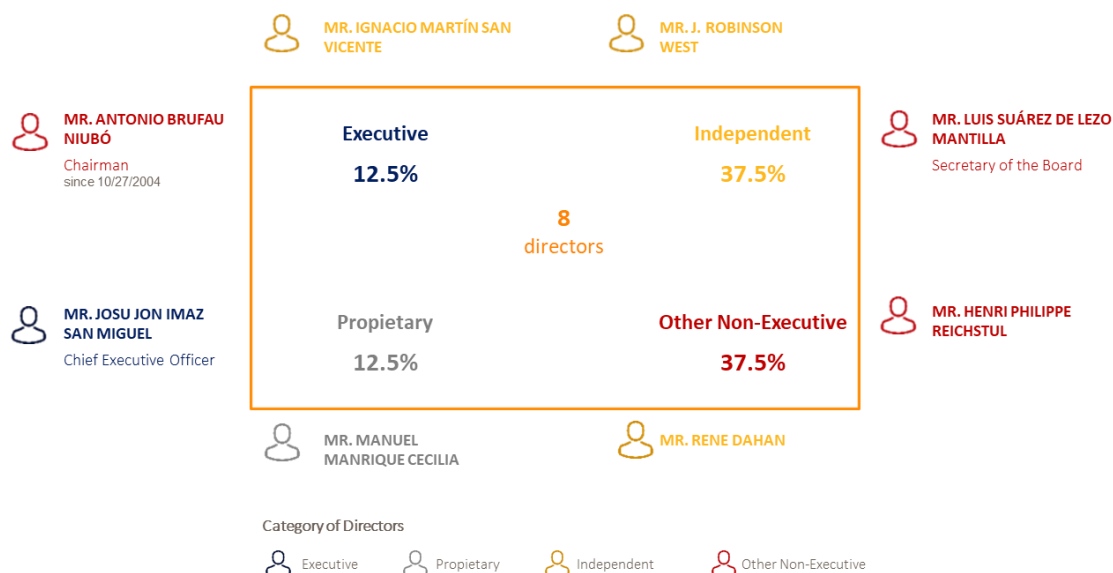 MR. IGNACIO MARTÍN SAN
VICENTE
MR. J. ROBINSON
WEST
MR. ANTONIO BRUFAU
NIUBÓ
Chairman
since 10/27/2004
Executive
12.5%
Independent
37.5%
MR. LUIS SUÁREZ DE LEZO
MANTILLA
Secretary of the Board
8
directors
MR. JOSU JON IMAZ
SAN MIGUEL
Chief Executive Officer
Propietary
12.5%
Other Non-Executive
37.5%
MR. HENRI PHILIPPE
REICHSTUL
MR. MANUEL
MANRIQUE CECILIA
MR. RENE DAHAN
Category of Directors
Executive
Propietary
Independent
Other Non-Executive